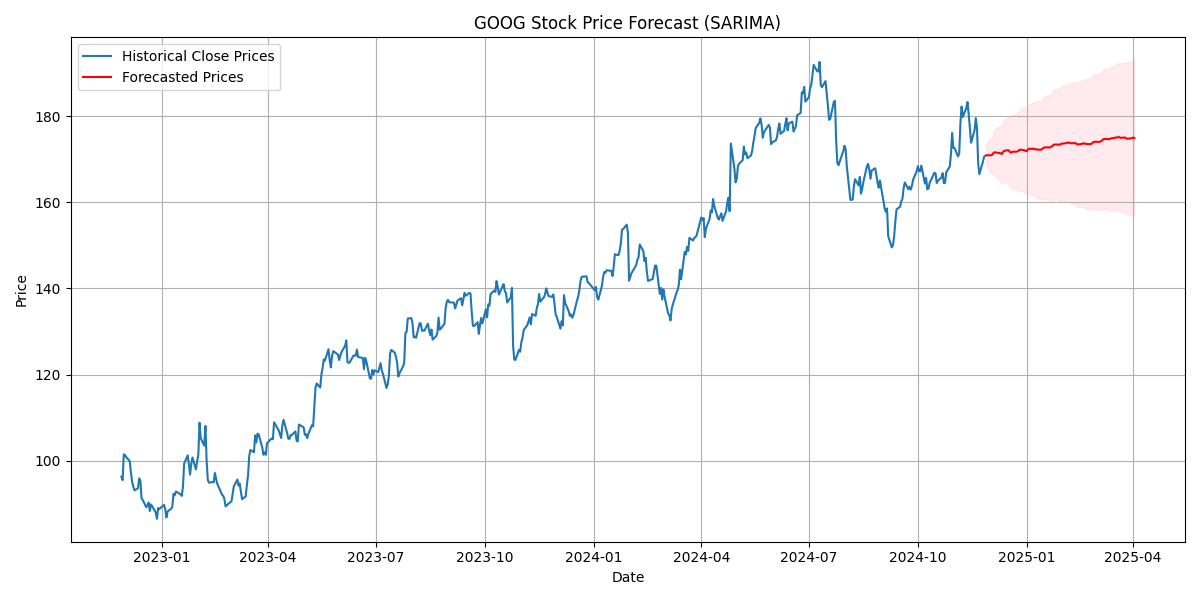 GOOG Stock Price Forecast (SARIMA)
Historical Close Prices
Forecasted Prices
Price
180
160
140
120
100
2023-01 2023-04 2023-07 2023-10 2024-01 2024-04 2024-07 2024-10 2025-01 2025-04
Date